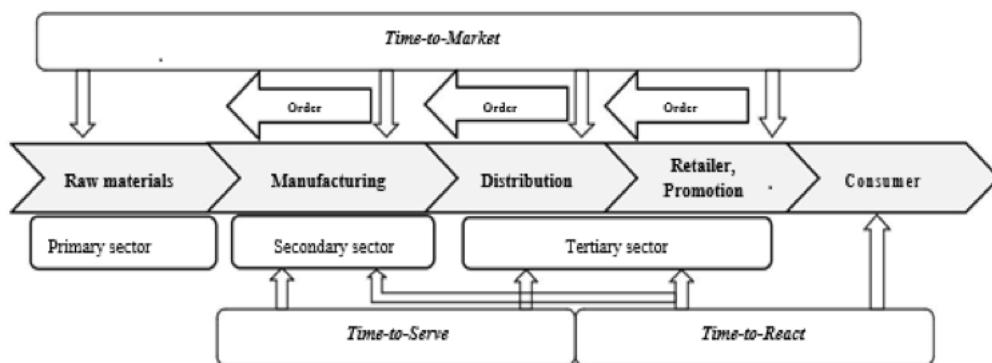 Time-to-Market
Order
Order
Order
Raw materials
Manufacturing
Distribution
Retailer,
Promotion
Consumer
Primary sector
Secondary sector
Tertiary sector
Time-to-Serve
Time-to-React